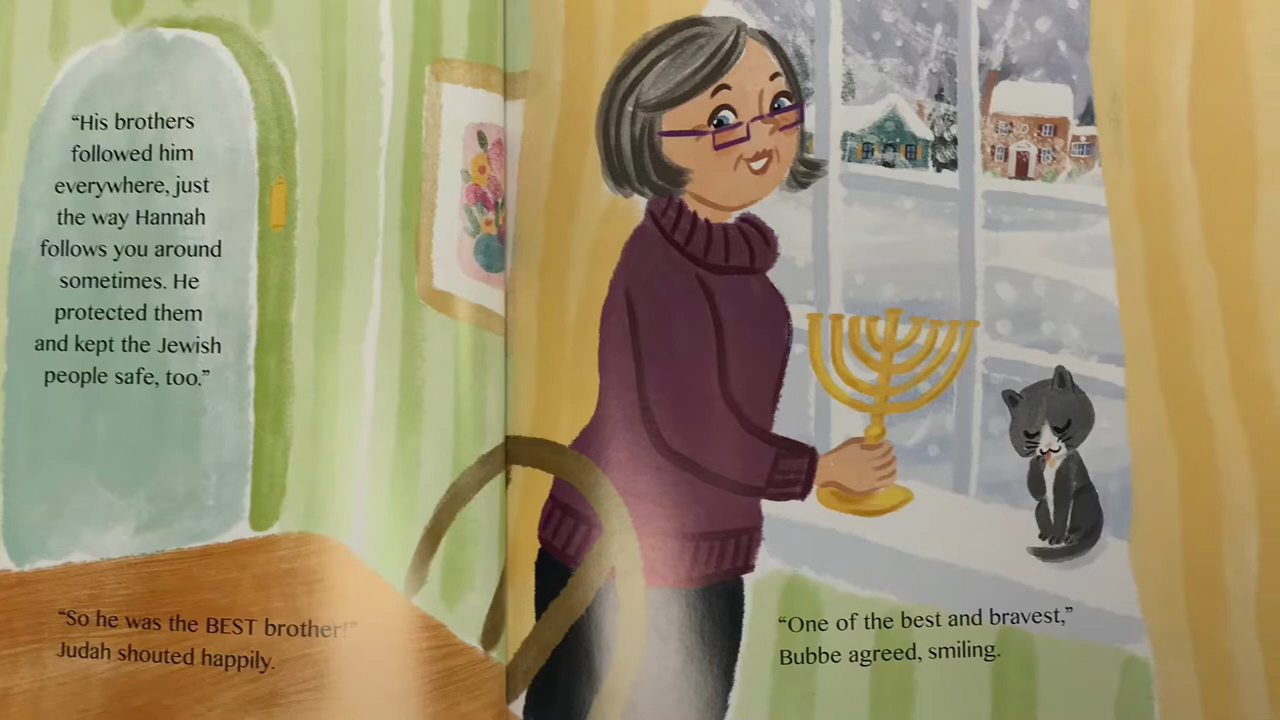 “His brothers
followed him
everywhere, just
the way Hannah
follows you around
sometimes. He
protected them
and kept the Jewish
people safe, too.”
“So he was the BEST brother!”
Judah shouted happily.
“One of the best and bravest,”
Bubbe agreed, smiling.